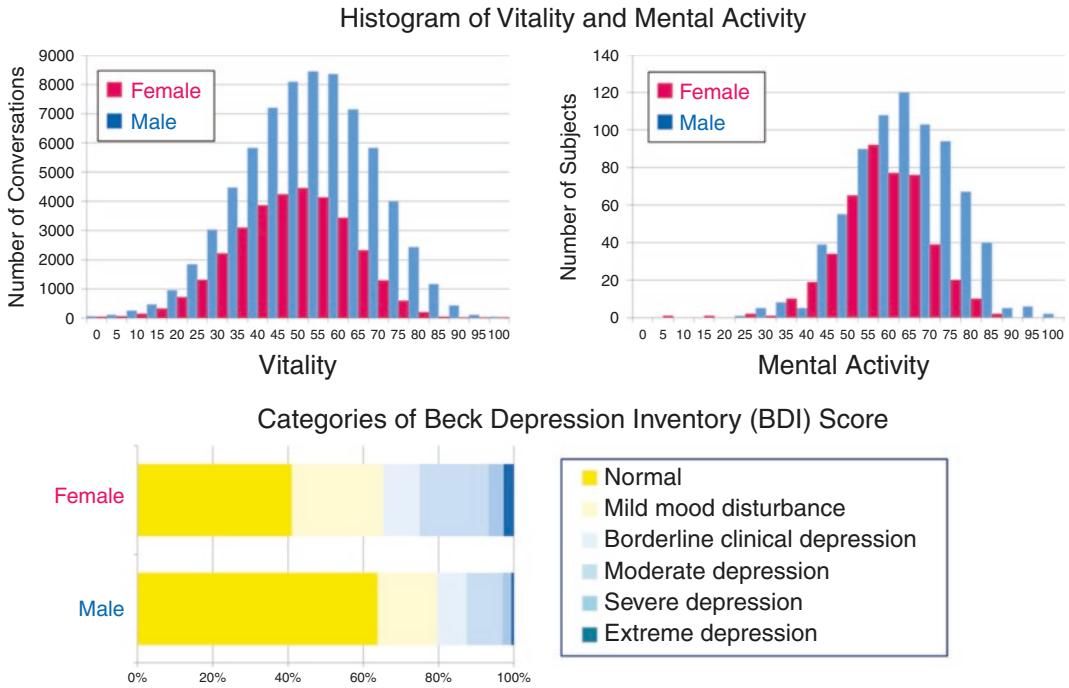 Histogram of Vitality and Mental Activity
Number of Conversations
9000
8000
7000
6000
5000
4000
3000
2000
1000
0
Female
Male
0 5 10 15 20 25 30 35 40 45 50 55 60 65 70 75 80 85 90 95 100
Vitality
Number of Subjects
140
120
100
80
60
40
20
0
Female
Male
0 5 10 15 20 25 30 35 40 45 50 55 60 65 70 75 80 85 90 95 100
Mental Activity
Categories of Beck Depression Inventory (BDI) Score
Female
Male
0% 20% 40% 60% 80% 100%
Normal
Mild mood disturbance
Borderline clinical depression
Moderate depression
Severe depression
Extreme depression